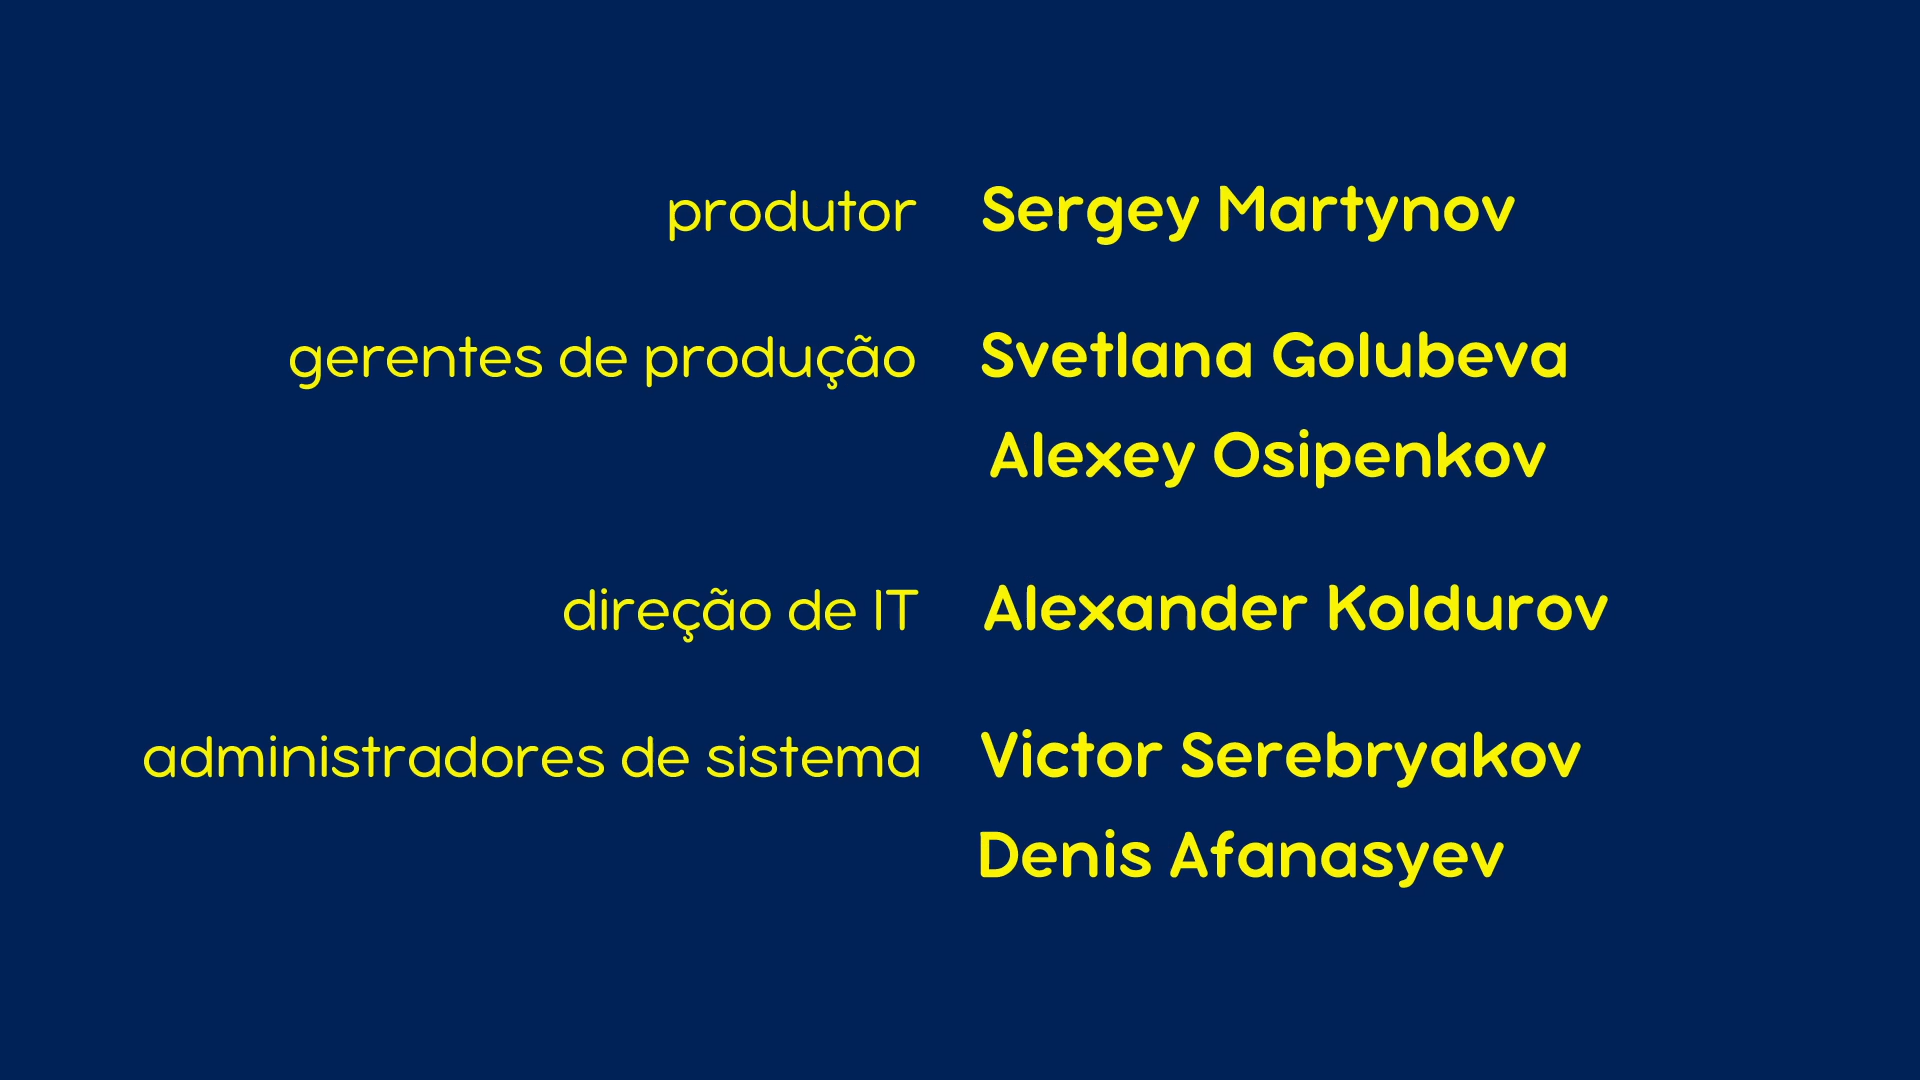 produtor Sergey Martynov
gerentes de produção Svetlana Golubeva
Alexey Osipenkov
direção de IT Alexander Koldurov
administradores de sistema Victor Serebryakov
Denis Afanasyev